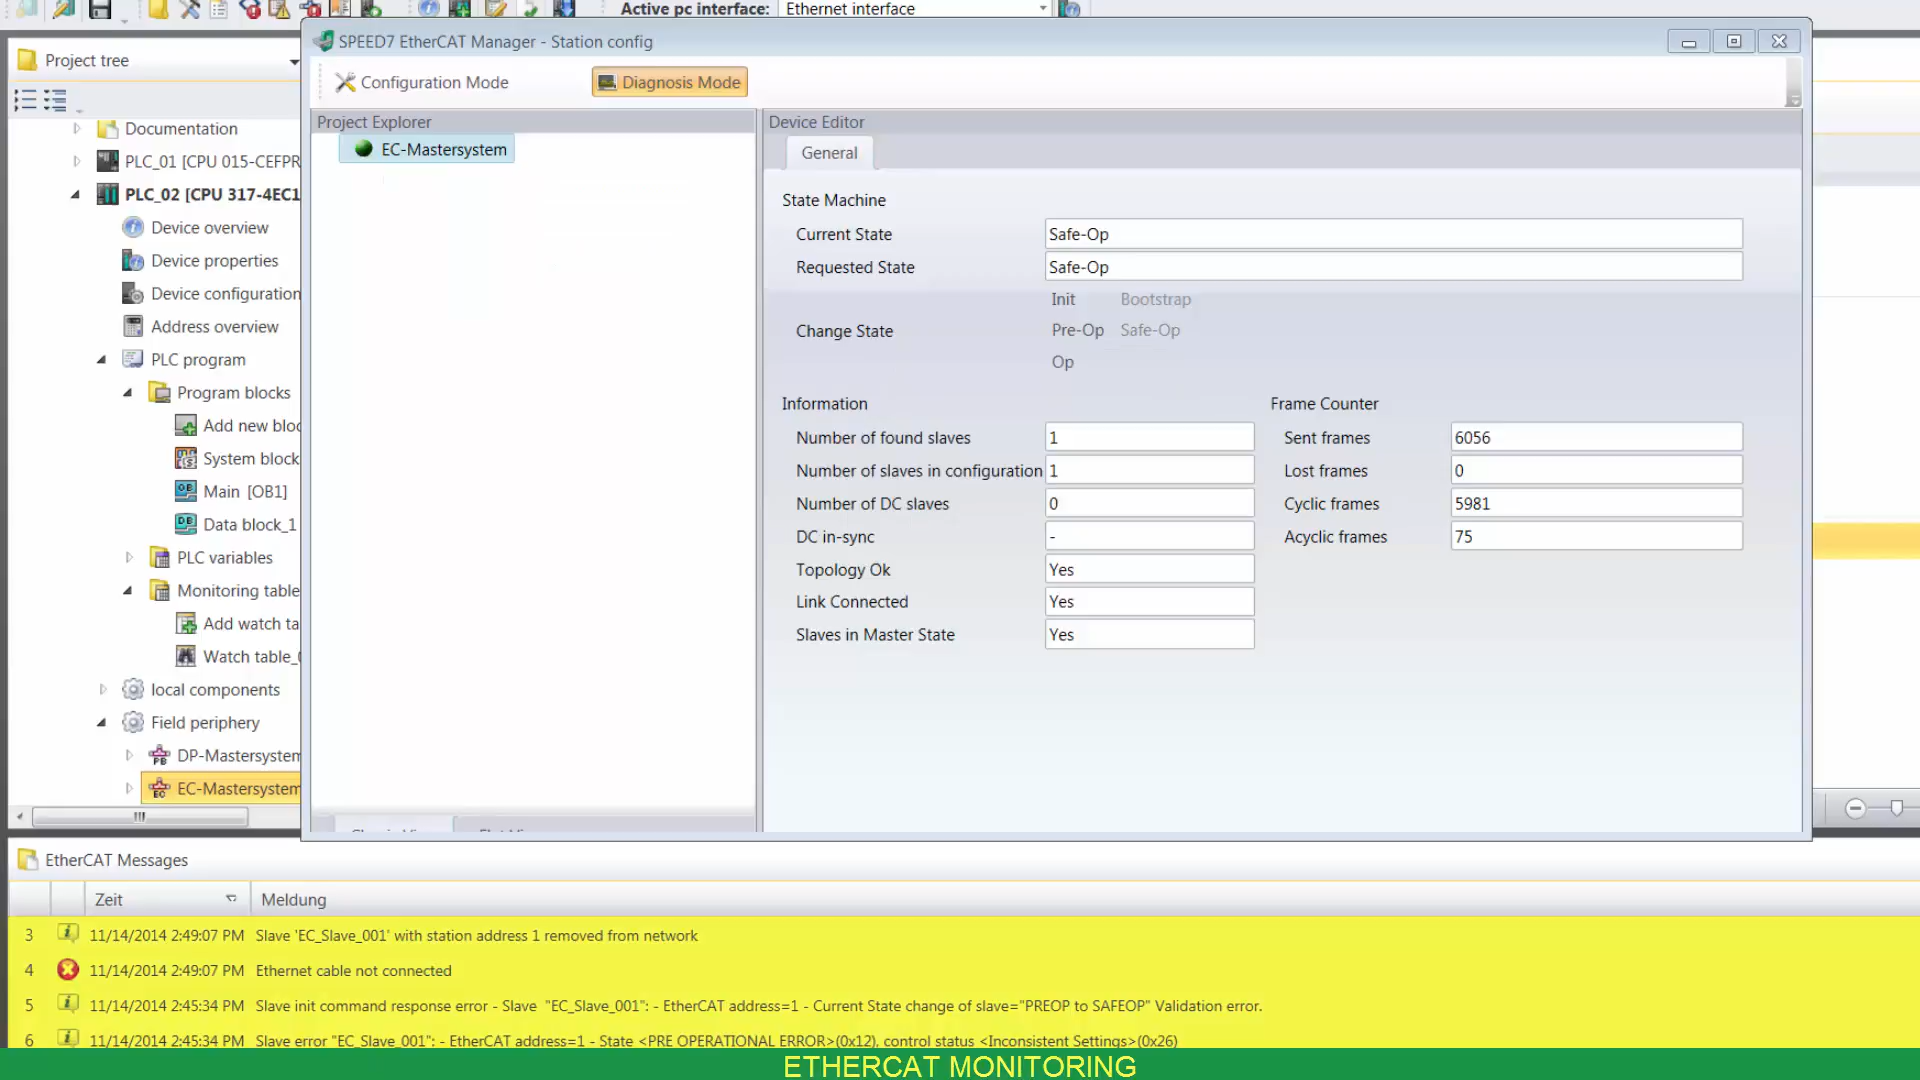 Active pc interface: Ethernet interface
Project tree
SPEED7 EtherCAT Manager - Station config
Configuration Mode
Diagnosis Mode
Project Explorer
EC-Mastersystem
Device Editor
General
Documentation
PLC_01 [CPU 015-CEFPR
PLC_02 [CPU 317-4EC1
Device overview
Device properties
Device configuration
Address overview
PLC program
Program blocks
Add new bloc
System block
Main [OB1]
Data block_1
PLC variables
Monitoring table
Add watch ta
Watch table_
local components
Field periphery
DP-Mastersystem
EC-Mastersystem
State Machine
Current State Safe-Op
Requested State Safe-Op
Init Bootstrap
Change State Pre-Op Safe-Op
Op
Information Frame Counter
Number of found slaves 1 Sent frames 6056
Number of slaves in configuration 1 Lost frames 0
Number of DC slaves 0 Cyclic frames 5981
DC in-sync - Acyclic frames 75
Topology Ok Yes
Link Connected Yes
Slaves in Master State Yes
EtherCAT Messages
Zeit Meldung
3 11/14/2014 2:49:07 PM Slave 'EC_Slave_001' with station address 1 removed from network
4 11/14/2014 2:49:07 PM Ethernet cable not connected
5 11/14/2014 2:45:34 PM Slave init command response error - Slave "EC_Slave_001": - EtherCAT address=1 - Current State change of slave="PREOP to SAFEOP" Validation error.
6 11/14/2014 2:45:34 PM Slave error "EC_Slave_001": - EtherCAT address=1 - State <PRE OPERATIONAL ERROR>(0x12), control status <Inconsistent Settings>(0x26)
ETHERCAT MONITORING